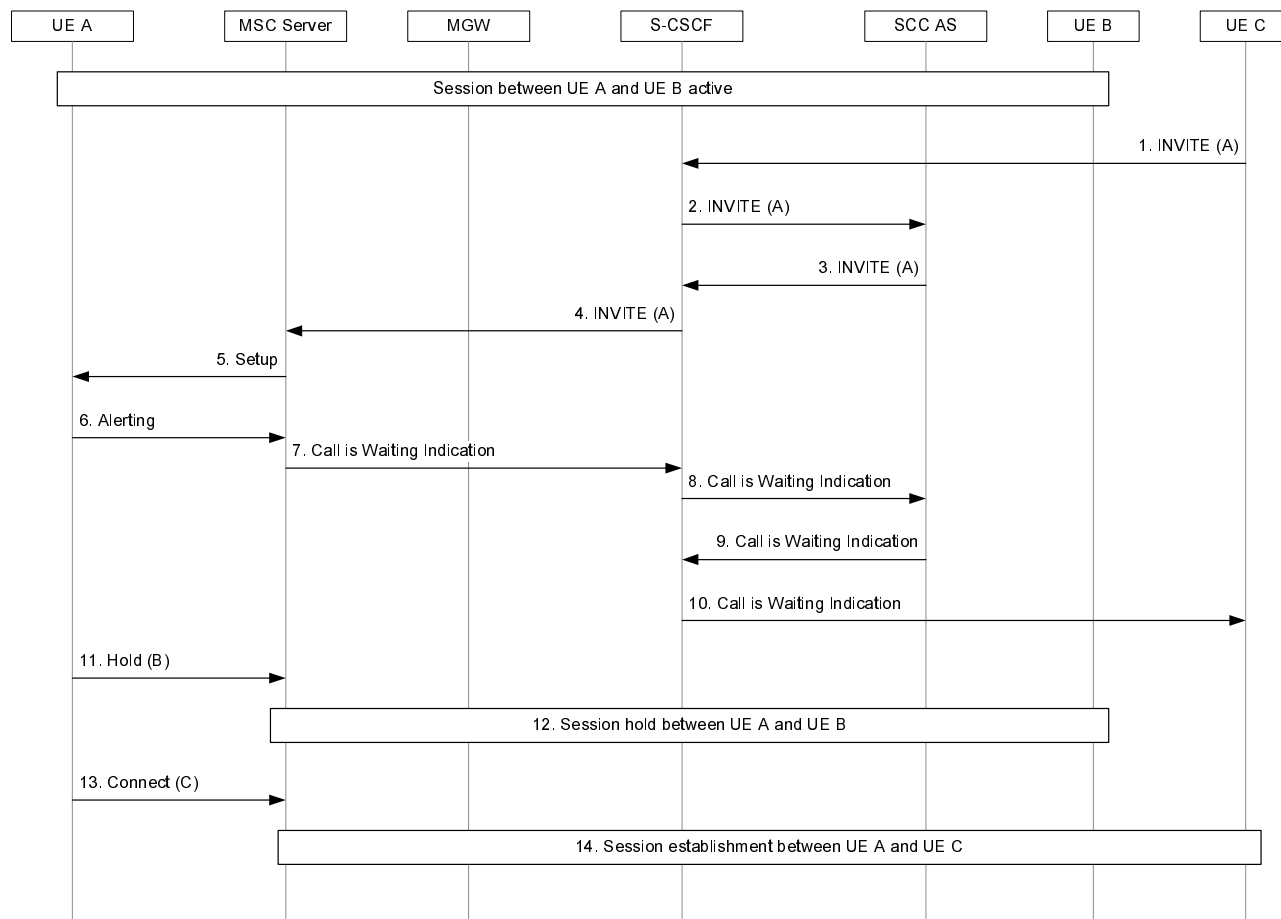 UE A
MSC Server
MGW
S-CSCF
SCC AS
UE B
UE C
Session between UE A and UE B active
1. INVITE (A)
2. INVITE (A)
3. INVITE (A)
4. INVITE (A)
5. Setup
6. Alerting
7. Call is Waiting Indication
8. Call is Waiting Indication
9. Call is Waiting Indication
10. Call is Waiting Indication
11. Hold (B)
12. Session hold between UE A and UE B
13. Connect (C)
14. Session establishment between UE A and UE C